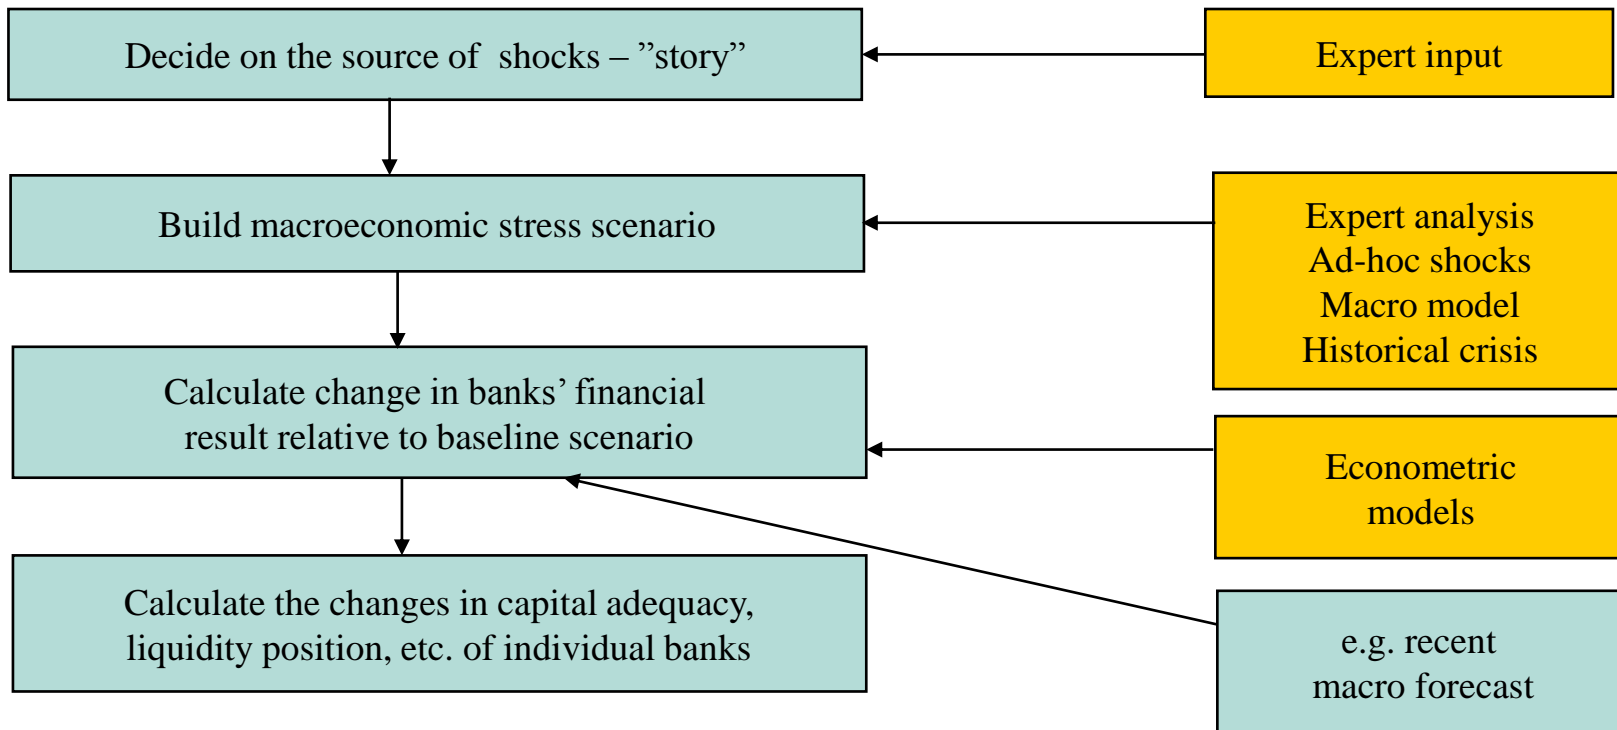 Decide on the source of  shocks – ”story”
Expert input
Build macroeconomic stress scenario
Expert analysis
Ad-hoc shocks
Macro model
Historical crisis
Calculate change in banks’ financial
result relative to baseline scenario
Econometric
models
Calculate the changes in capital adequacy,
liquidity position, etc. of individual banks
e.g. recent
macro forecast